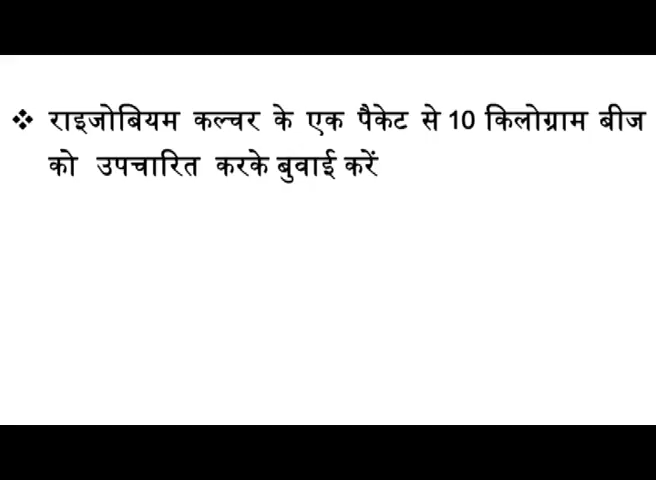 ❖ राइजोबियम कल्चर के एक पैकेट से 10 किलोग्राम बीज
को उपचारित करके बुवाई करें